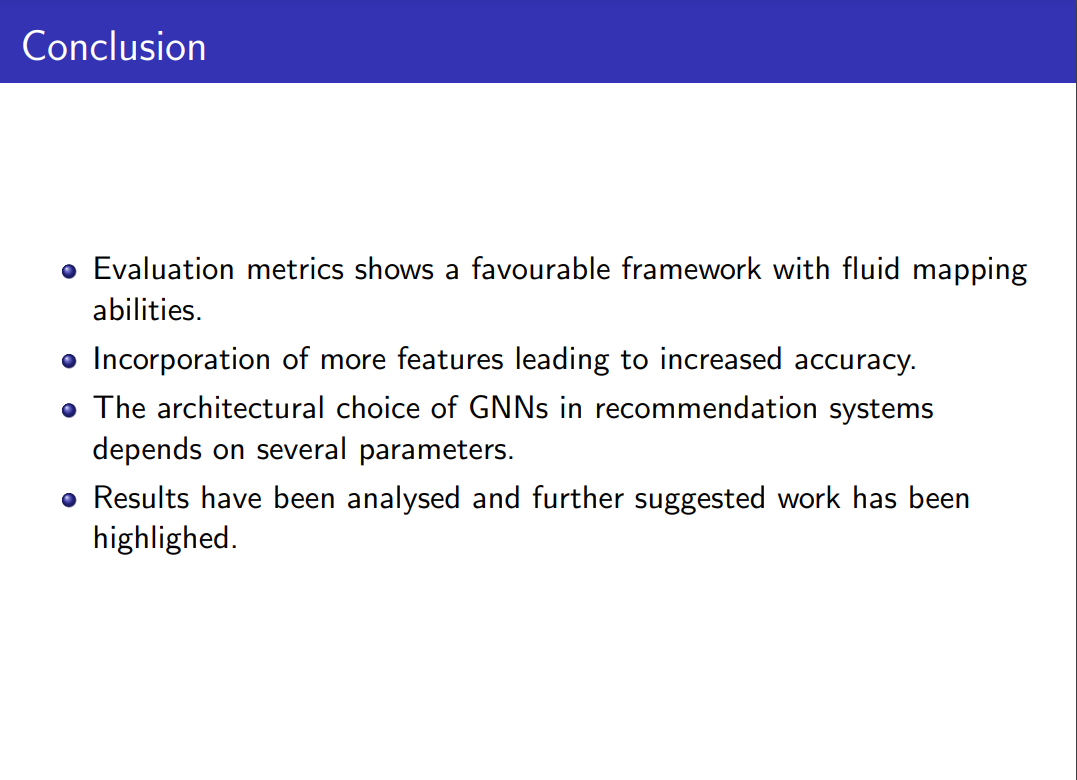 Conclusion
Evaluation metrics shows a favourable framework with fluid mapping
abilities.
Incorporation of more features leading to increased accuracy.
The architectural choice of GNNs in recommendation systems
depends on several parameters.
Results have been analysed and further suggested work has been
highlighed.